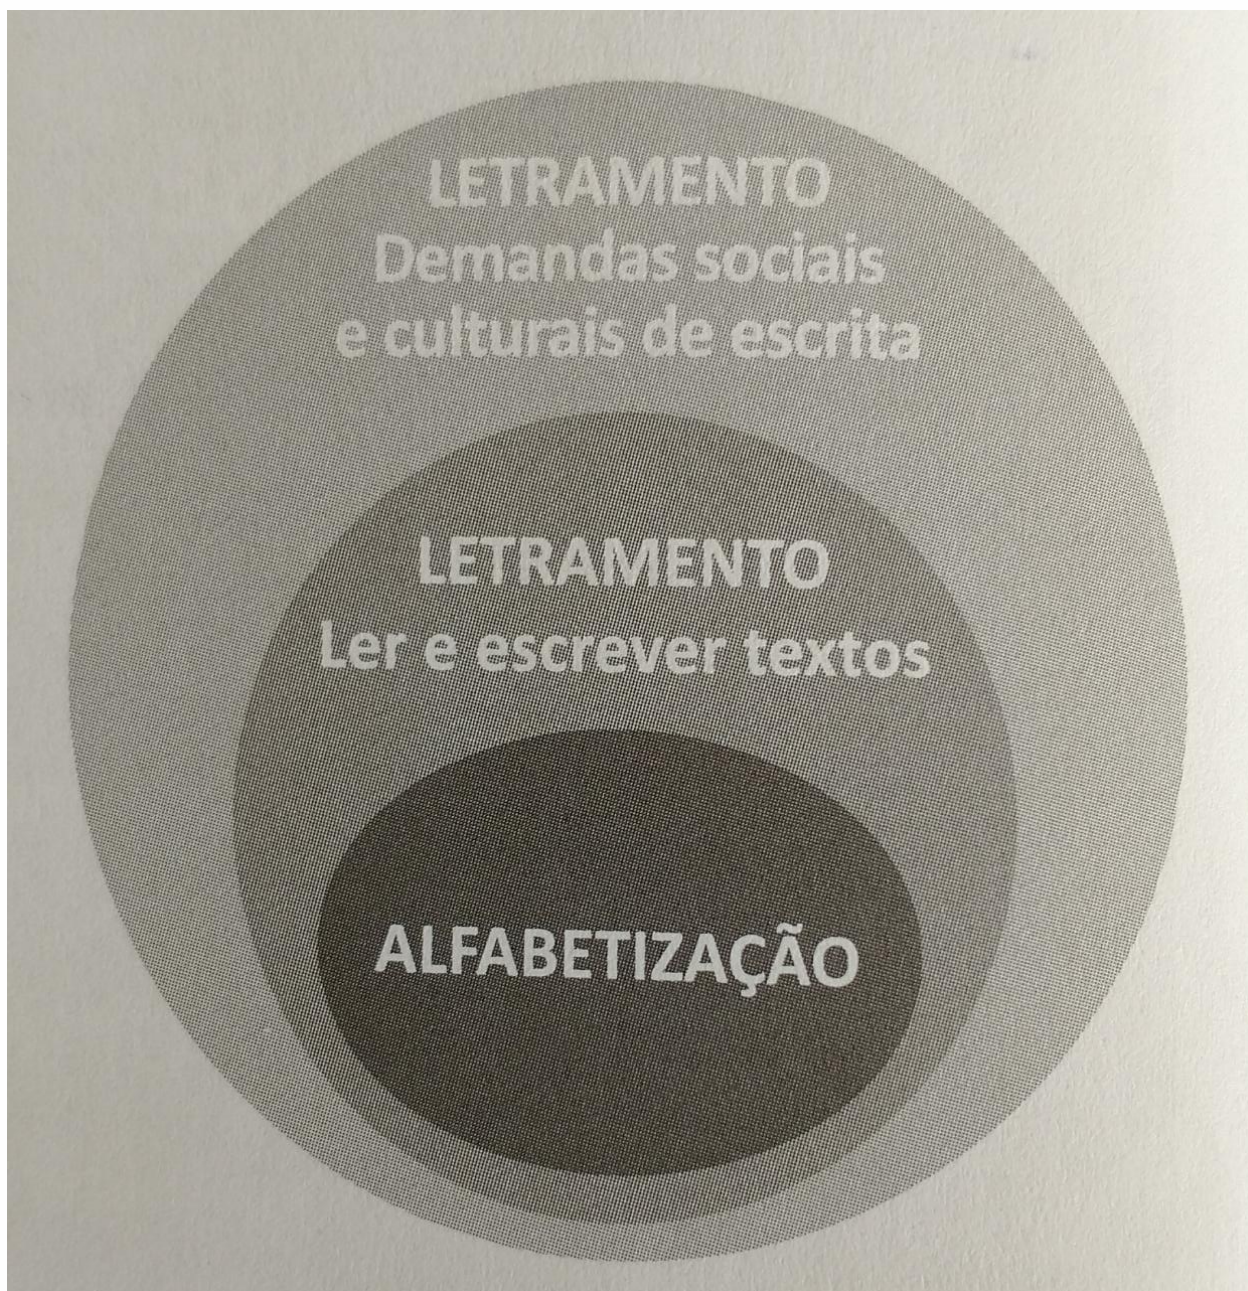 LETRAMENTO
Demandas sociais
e culturais de escrita
LETRAMENTO
Ler e escrever textos
ALFABETIZAÇÃO